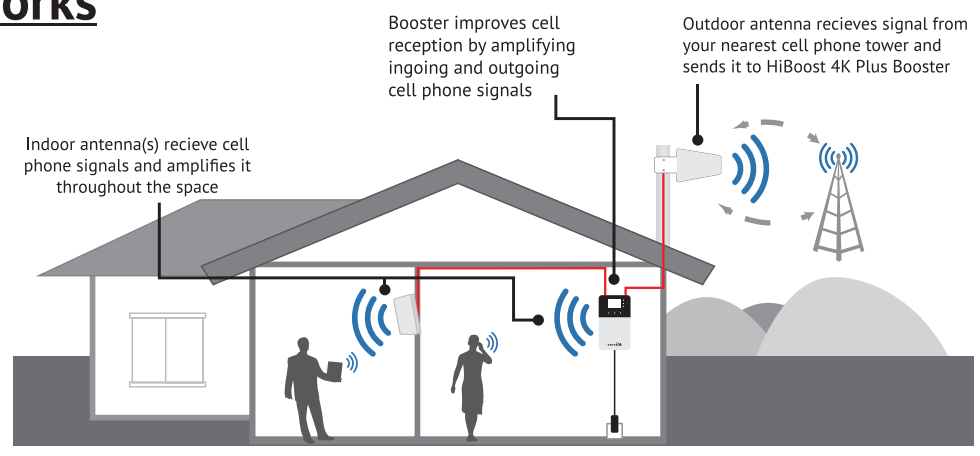 orks
Booster improves cell
reception by amplifying
ingoing and outgoing
cell phone signals
Outdoor antenna recieves signal from
your nearest cell phone tower and
sends it to HiBoost 4K Plus Booster
Indoor antenna(s) recieve cell
phone signals and amplifies it
throughout the space